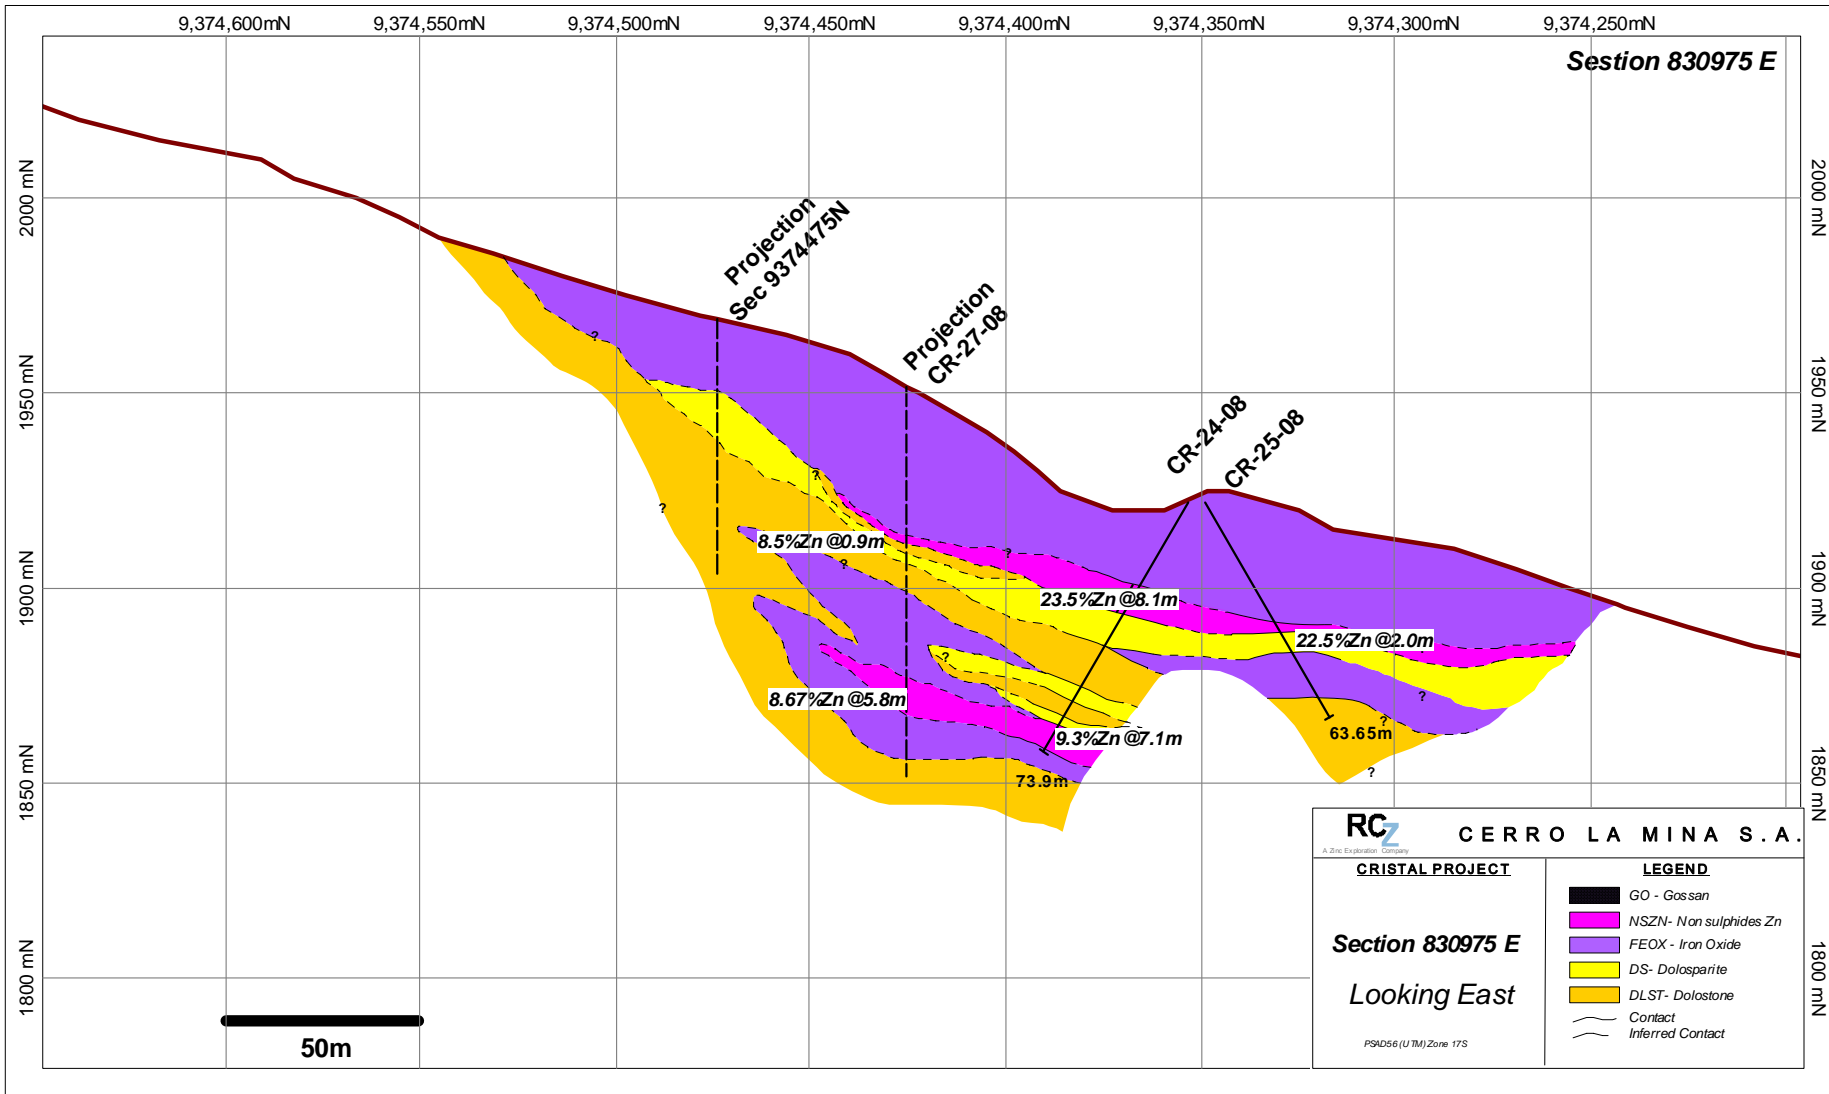 9,374,600mN 9,374,550mN 9,374,500mN 9,374,450mN 9,374,400mN 9,374,350mN 9,374,300mN 9,374,250mN
Sestion 830975 E
2000 mN
2000 mN
Projection
Sec 9374475N
Projection
CR-27-08
1950 mN
1950 mN
CR-24-08
CR-25-08
?
?
?
8.5%Zn @0.9m
?
?
1900 mN
1900 mN
23.5%Zn @8.1m
22.5%Zn @2.0m
?
8.67%Zn @5.8m
?
?
9.3%Zn @7.1m
63.65m
73.9m
?
1850 mN
1850 mN
1800 mN
1800 mN
50m
RCZ
A Zinc Exploration Company
CERRO LA MINA S.A.
CRISTAL PROJECT
Section 830975 E
Looking East
PSAD56 (UTM) Zone 17S
LEGEND
GO - Gossan
NSZN- Non sulphides Zn
FEOX - Iron Oxide
DS- Dolosparite
DLST- Dolostone
Contact
Inferred Contact